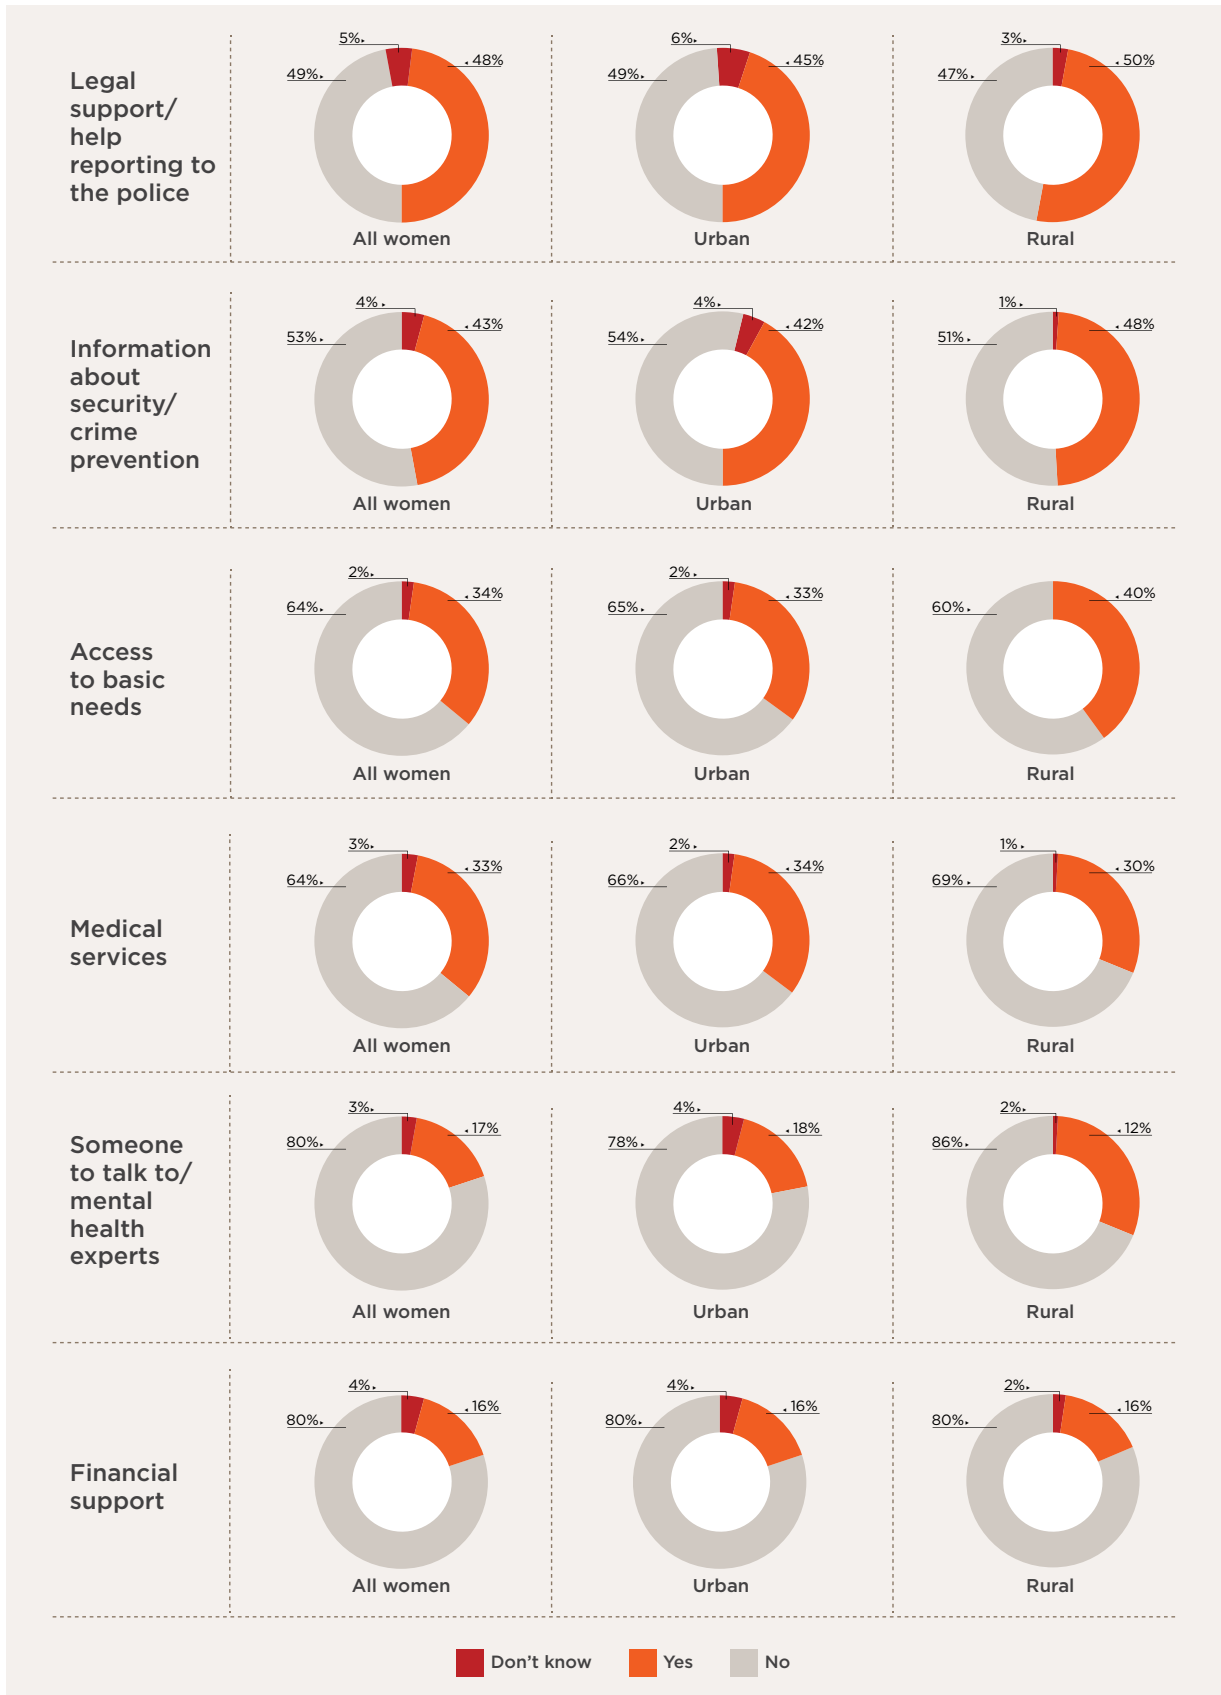 Legal
support/
help
reporting to
the police
5%
48%
49%
All women
6%
45%
49%
Urban
3%
50%
47%
Rural
Information
about
security/
crime
prevention
4%
43%
53%
All women
4%
42%
54%
Urban
1%
48%
51%
Rural
Access
to basic
needs
2%
34%
64%
All women
2%
33%
65%
Urban
40%
60%
Rural
Medical
services
3%
33%
64%
All women
2%
34%
66%
Urban
1%
30%
69%
Rural
Someone
to talk to/
mental
health
experts
3%
17%
80%
All women
4%
18%
78%
Urban
2%
12%
86%
Rural
Financial
support
4%
16%
80%
All women
4%
16%
80%
Urban
2%
16%
80%
Rural
Don't know
Yes
No